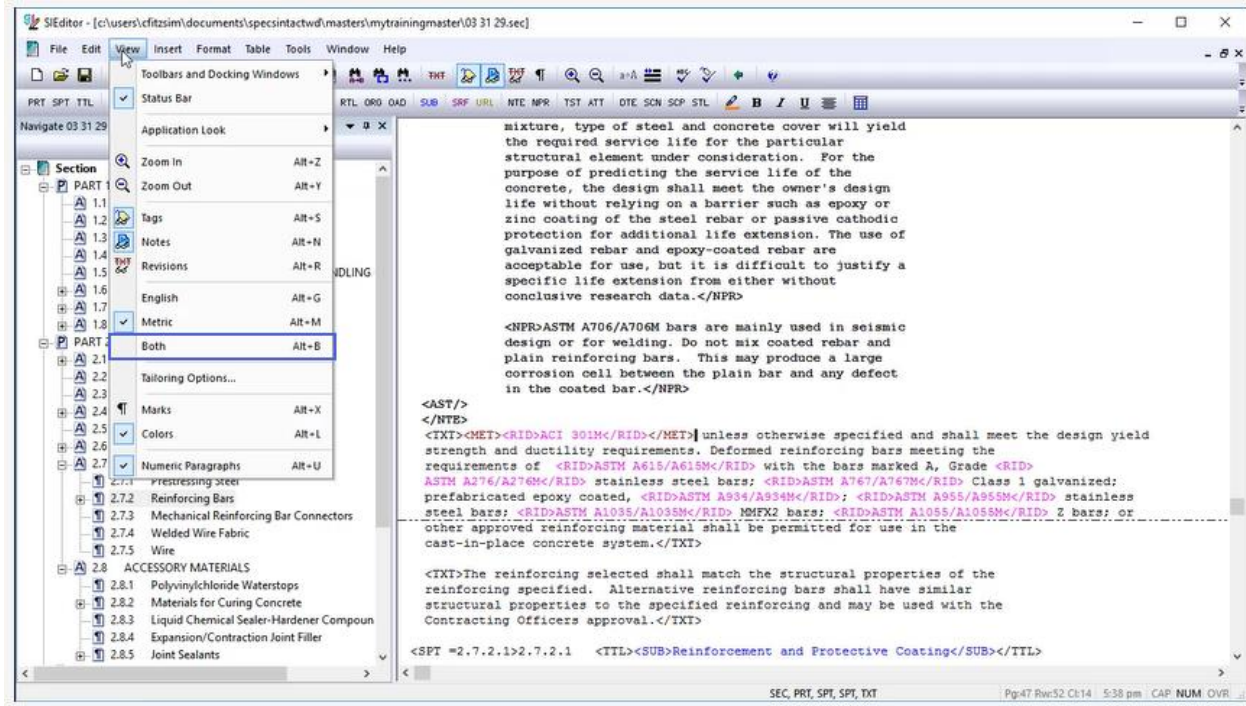 SIEditor - [c:\users\cfitzsim\documents\specsintactwd\masters\mytrainingmaster\03 31 29.sec]
File Edit View Insert Format Table Tools Window Help
PRT SPT TTL
RTL ORG OAD SUB SRF URL NTE NPR TST ATT DTE SCN SCP STL B I U
Navigate 03 31 29
Toolbars and Docking Windows
Status Bar
Application Look
Zoom In Alt+Z
Zoom Out Alt+Y
Tags Alt+S
Notes Alt+N
Revisions Alt+R
English Alt+G
Metric Alt+M
Both Alt+B
Tailoring Options...
Marks Alt+X
Colors Alt+L
Numeric Paragraphs Alt+U
Section
PART 1
1.1
1.2
1.3
1.4
1.5 NDLING
1.6
1.7
1.8
PART 2
2.1
2.2
2.3
2.4
2.5
2.6
2.7
2.7.1 Prestressing Steel
2.7.2 Reinforcing Bars
2.7.3 Mechanical Reinforcing Bar Connectors
2.7.4 Welded Wire Fabric
2.7.5 Wire
2.8 ACCESSORY MATERIALS
2.8.1 Polyvinylchloride Waterstops
2.8.2 Materials for Curing Concrete
2.8.3 Liquid Chemical Sealer-Hardener Compoun
2.8.4 Expansion/Contraction Joint Filler
2.8.5 Joint Sealants
mixture, type of steel and concrete cover will yield
the required service life for the particular
structural element under consideration. For the
purpose of predicting the service life of the
concrete, the design shall meet the owner's design
life without relying on a barrier such as epoxy or
zinc coating of the steel rebar or passive cathodic
protection for additional life extension. The use of
galvanized rebar and epoxy-coated rebar are
acceptable for use, but it is difficult to justify a
specific life extension from either without
conclusive research data.</NPR>
<NPR>ASTM A706/A706M bars are mainly used in seismic
design or for welding. Do not mix coated rebar and
plain reinforcing bars. This may produce a large
corrosion cell between the plain bar and any defect
in the coated bar.</NPR>
<AST/>
</NTE>
<TXT><MET><RID>ACI 301M</RID></MET> unless otherwise specified and shall meet the design yield
strength and ductility requirements. Deformed reinforcing bars meeting the
requirements of <RID>ASTM A615/A615M</RID> with the bars marked A, Grade <RID>
ASTM A276/A276M</RID> stainless steel bars; <RID>ASTM A767/A767M</RID> Class 1 galvanized;
prefabricated epoxy coated, <RID>ASTM A934/A934M</RID>; <RID>ASTM A955/A955M</RID> stainless
steel bars; <RID>ASTM A1035/A1035M</RID> MMFX2 bars; <RID>ASTM A1055/A1055M</RID> Z bars; or
other approved reinforcing material shall be permitted for use in the
cast-in-place concrete system.</TXT>
<TXT>The reinforcing selected shall match the structural properties of the
reinforcing specified. Alternative reinforcing bars shall have similar
structural properties to the specified reinforcing and may be used with the
Contracting Officers approval.</TXT>
<SPT =2.7.2.1>2.7.2.1 <TTL><SUB>Reinforcement and Protective Coating</SUB></TTL>
SEC, PRT, SPT, SPT, TXT Pg:47 Rw:52 Cl:14 5:38 pm CAP NUM OVR